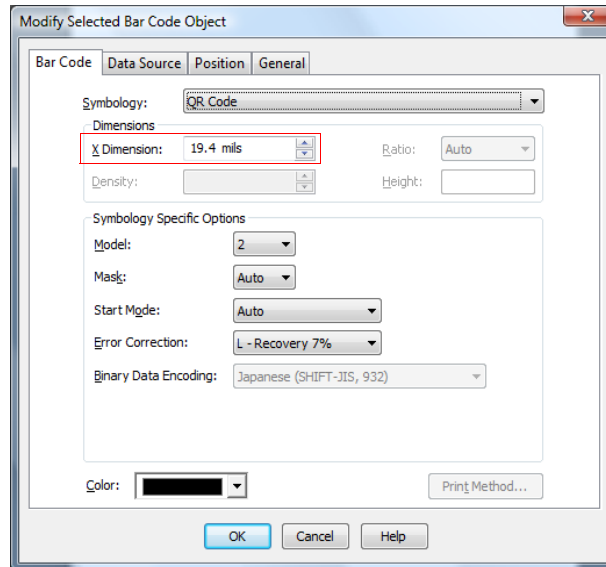 Modify Selected Bar Code Object
Bar Code Data Source Position General
Symbology: QR Code
Dimensions
X Dimension: 19.4 mils Ratio: Auto
Density: Height:
Symbology Specific Options
Model: 2
Mask: Auto
Start Mode: Auto
Error Correction: L - Recovery 7%
Binary Data Encoding: Japanese (SHIFT-JIS, 932)
Color: Print Method...
OK Cancel Help